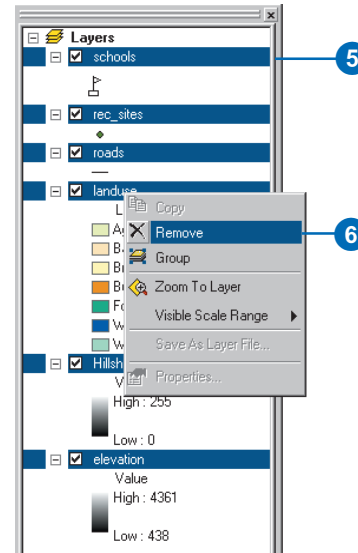 Layers
schools
5
rec_sites
roads
landuse
L
Copy
A
Remove
6
B
Group
B
B
Zoom To Layer
F
Visible Scale Range
W
W
Save As Layer File...
Hillsh
V
Properties...
High : 255
Low : 0
elevation
Value
High : 4361
Low : 438